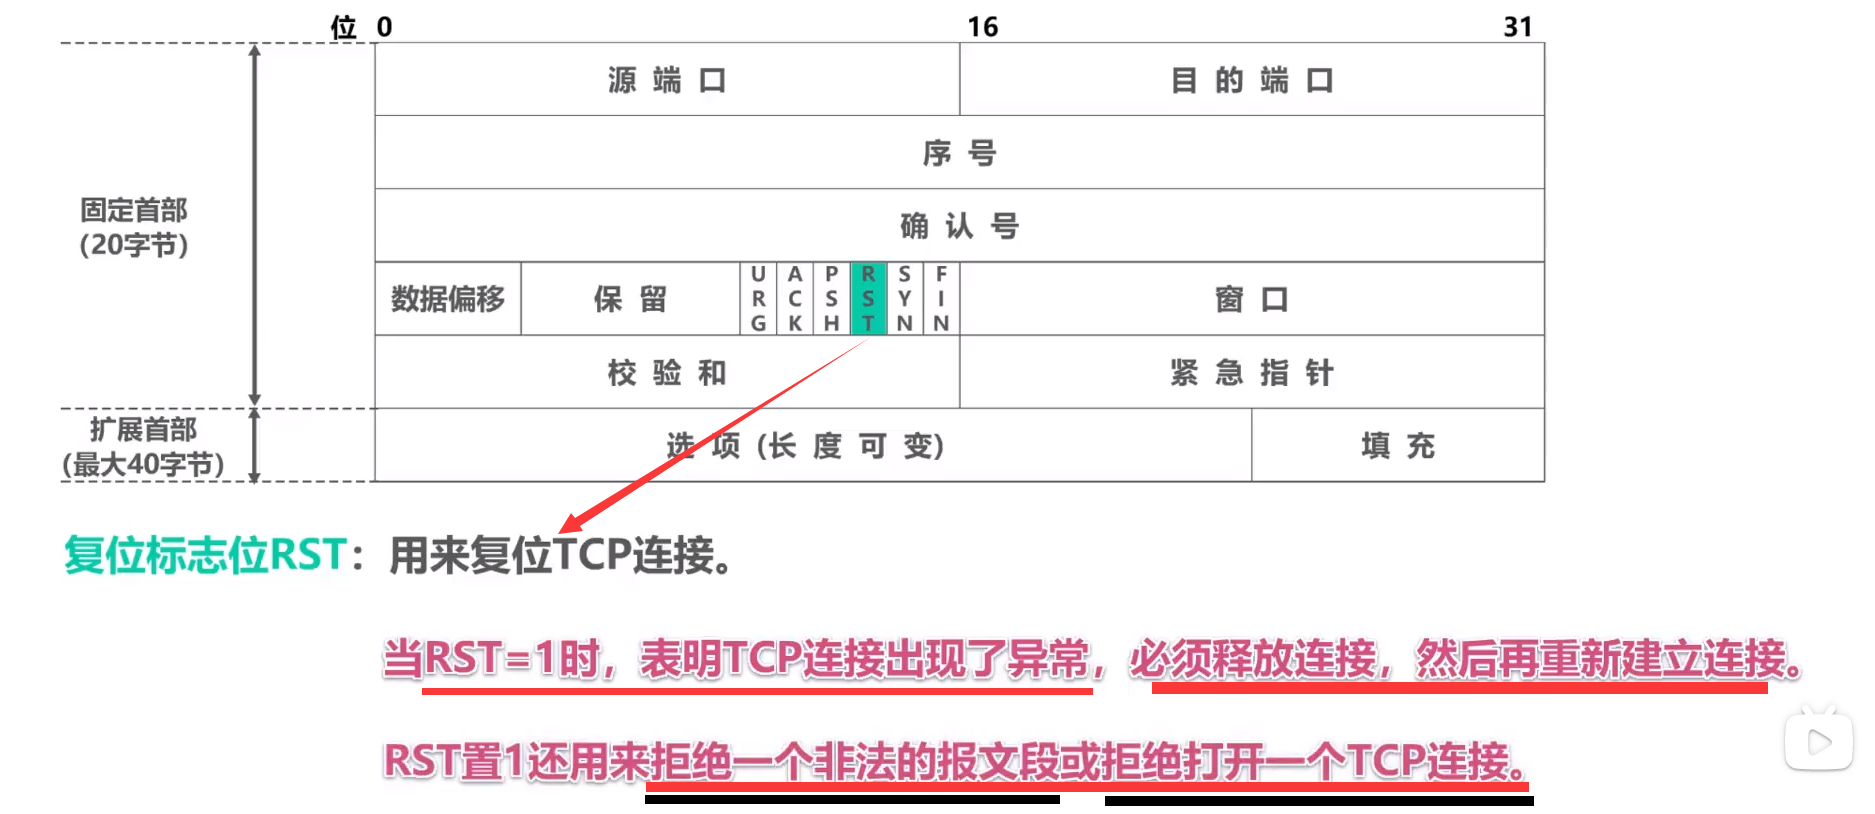 位 0 16 31
源 端 口 目 的 端 口
序 号
固定首部
(20字节)
确 认 号
数据偏移 保 留 URG ACK PSH RST SYN FIN 窗 口
校 验 和 紧 急 指 针
扩展首部
(最大40字节)
选 项 (长 度 可 变) 填 充
复位标志位RST：用来复位TCP连接。
当RST=1时，表明TCP连接出现了异常，必须释放连接，然后再重新建立连接。
RST置1还用来拒绝一个非法的报文段或拒绝打开一个TCP连接。